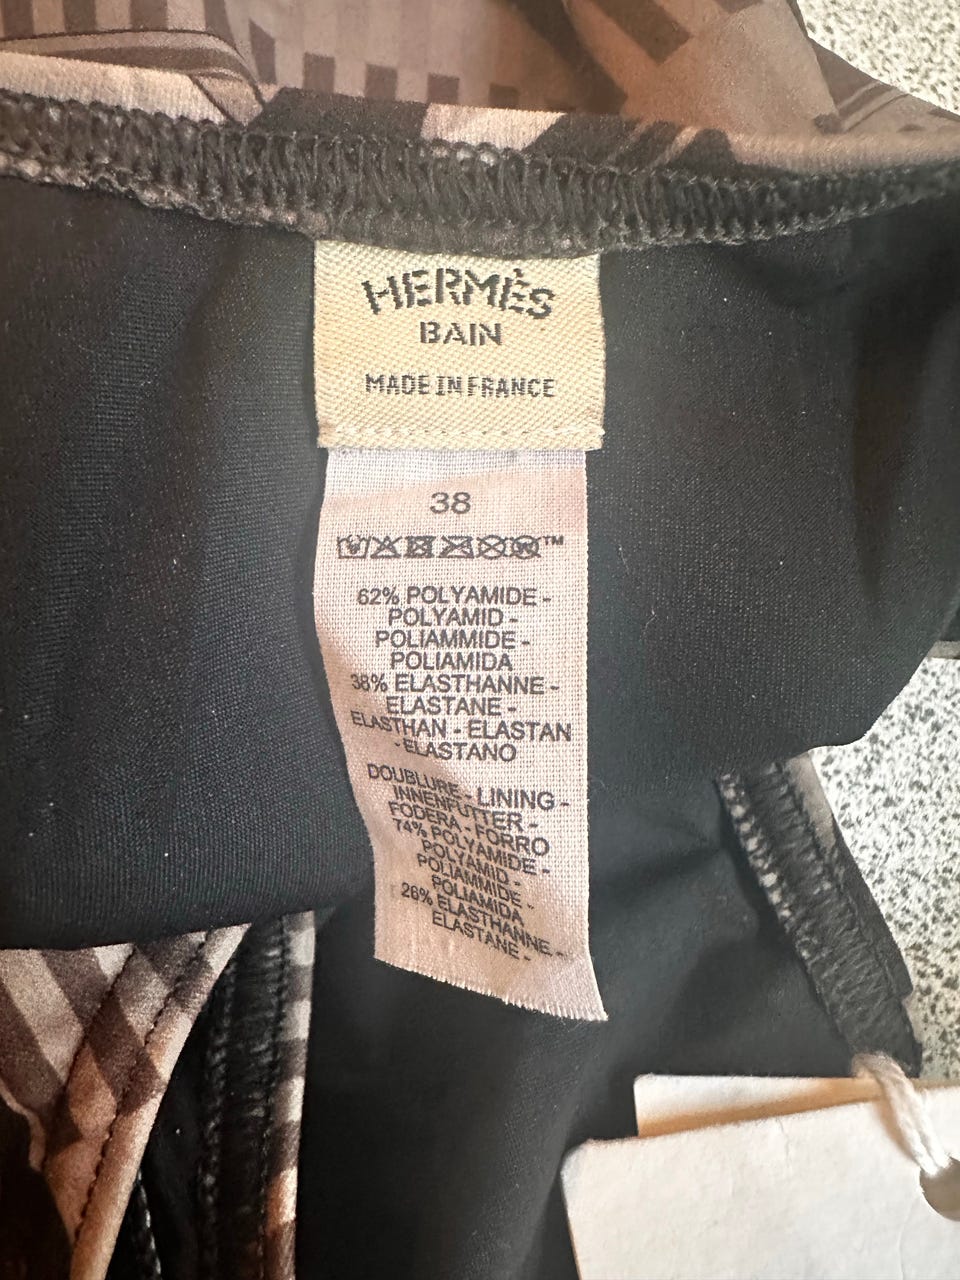 HERMÈS
BAIN
MADE IN FRANCE
38
TM
62% POLYAMIDE -
POLYAMID -
POLIAMMIDE -
POLIAMIDA
38% ELASTHANNE -
ELASTANE -
ELASTHAN - ELASTAN
- ELASTANO
DOUBLURE - LINING -
INNENFUTTER -
FODERA - FORRO
74% POLYAMIDE -
POLYAMID -
POLIAMMIDE -
POLIAMIDA
26% ELASTHANNE -
ELASTANE -